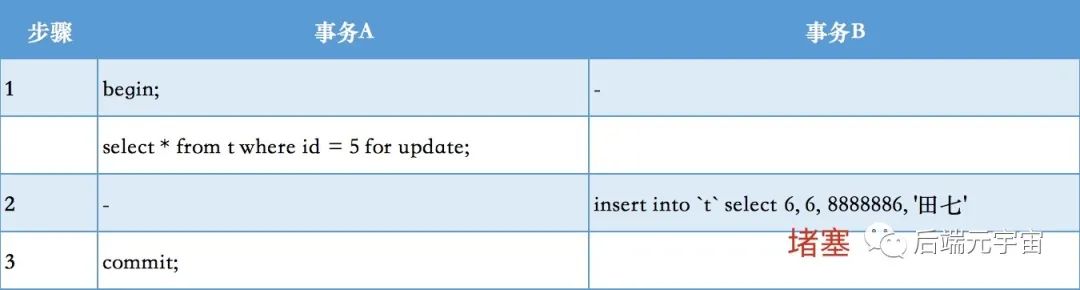 步骤 事务A 事务B
1 begin; -
select * from t where id = 5 for update;
2 - insert into `t` select 6, 6, 8888886, '田七'
堵塞 后端元宇宙
3 commit;